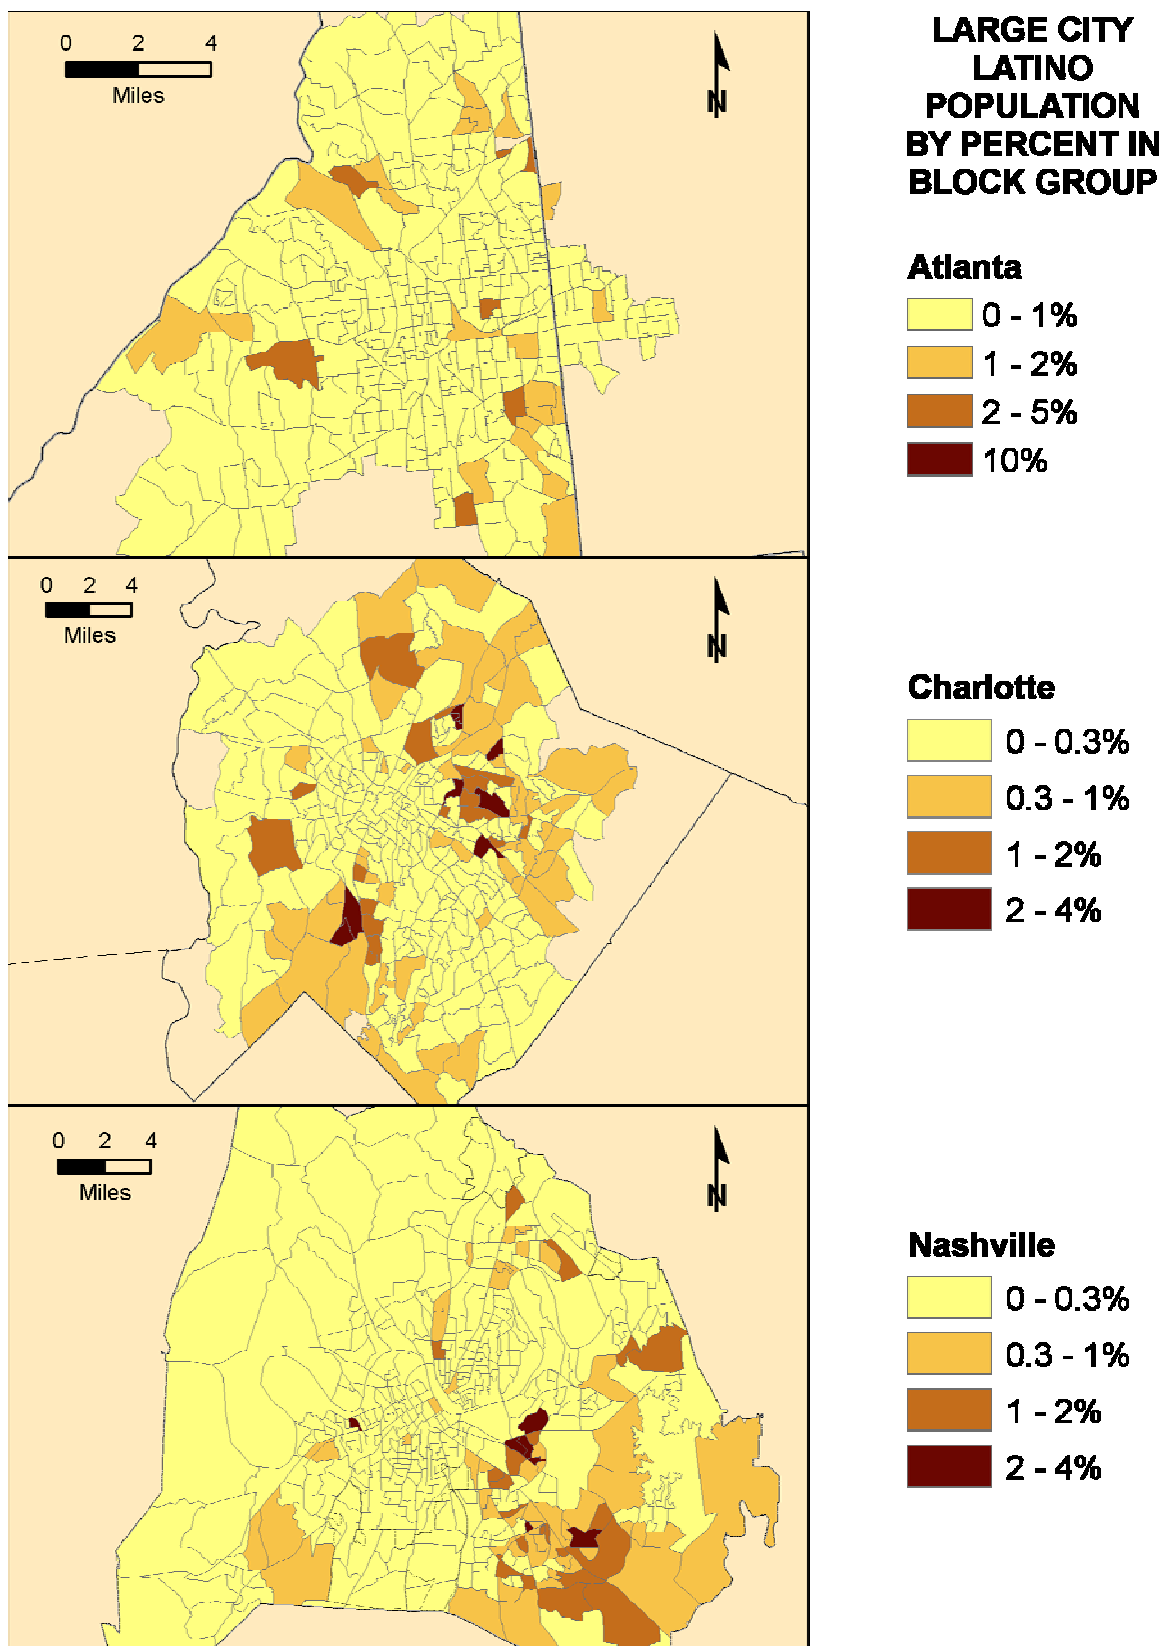 LARGE CITY
LATINO
POPULATION
BY PERCENT IN
BLOCK GROUP
0 2 4
Miles
N
Atlanta
0 - 1%
1 - 2%
2 - 5%
10%
0 2 4
Miles
N
Charlotte
0 - 0.3%
0.3 - 1%
1 - 2%
2 - 4%
0 2 4
Miles
N
Nashville
0 - 0.3%
0.3 - 1%
1 - 2%
2 - 4%